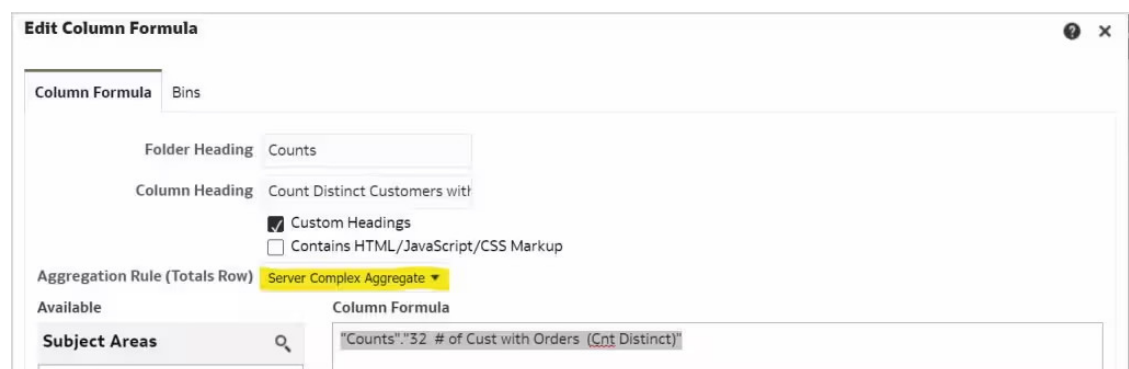 Edit Column Formula
Column Formula Bins
Folder Heading Counts
Column Heading Count Distinct Customers with
Custom Headings
Contains HTML/JavaScript/CSS Markup
Aggregation Rule (Totals Row) Server Complex Aggregate
Available Column Formula
Subject Areas "Counts"."32 # of Cust with Orders (Cnt Distinct)"